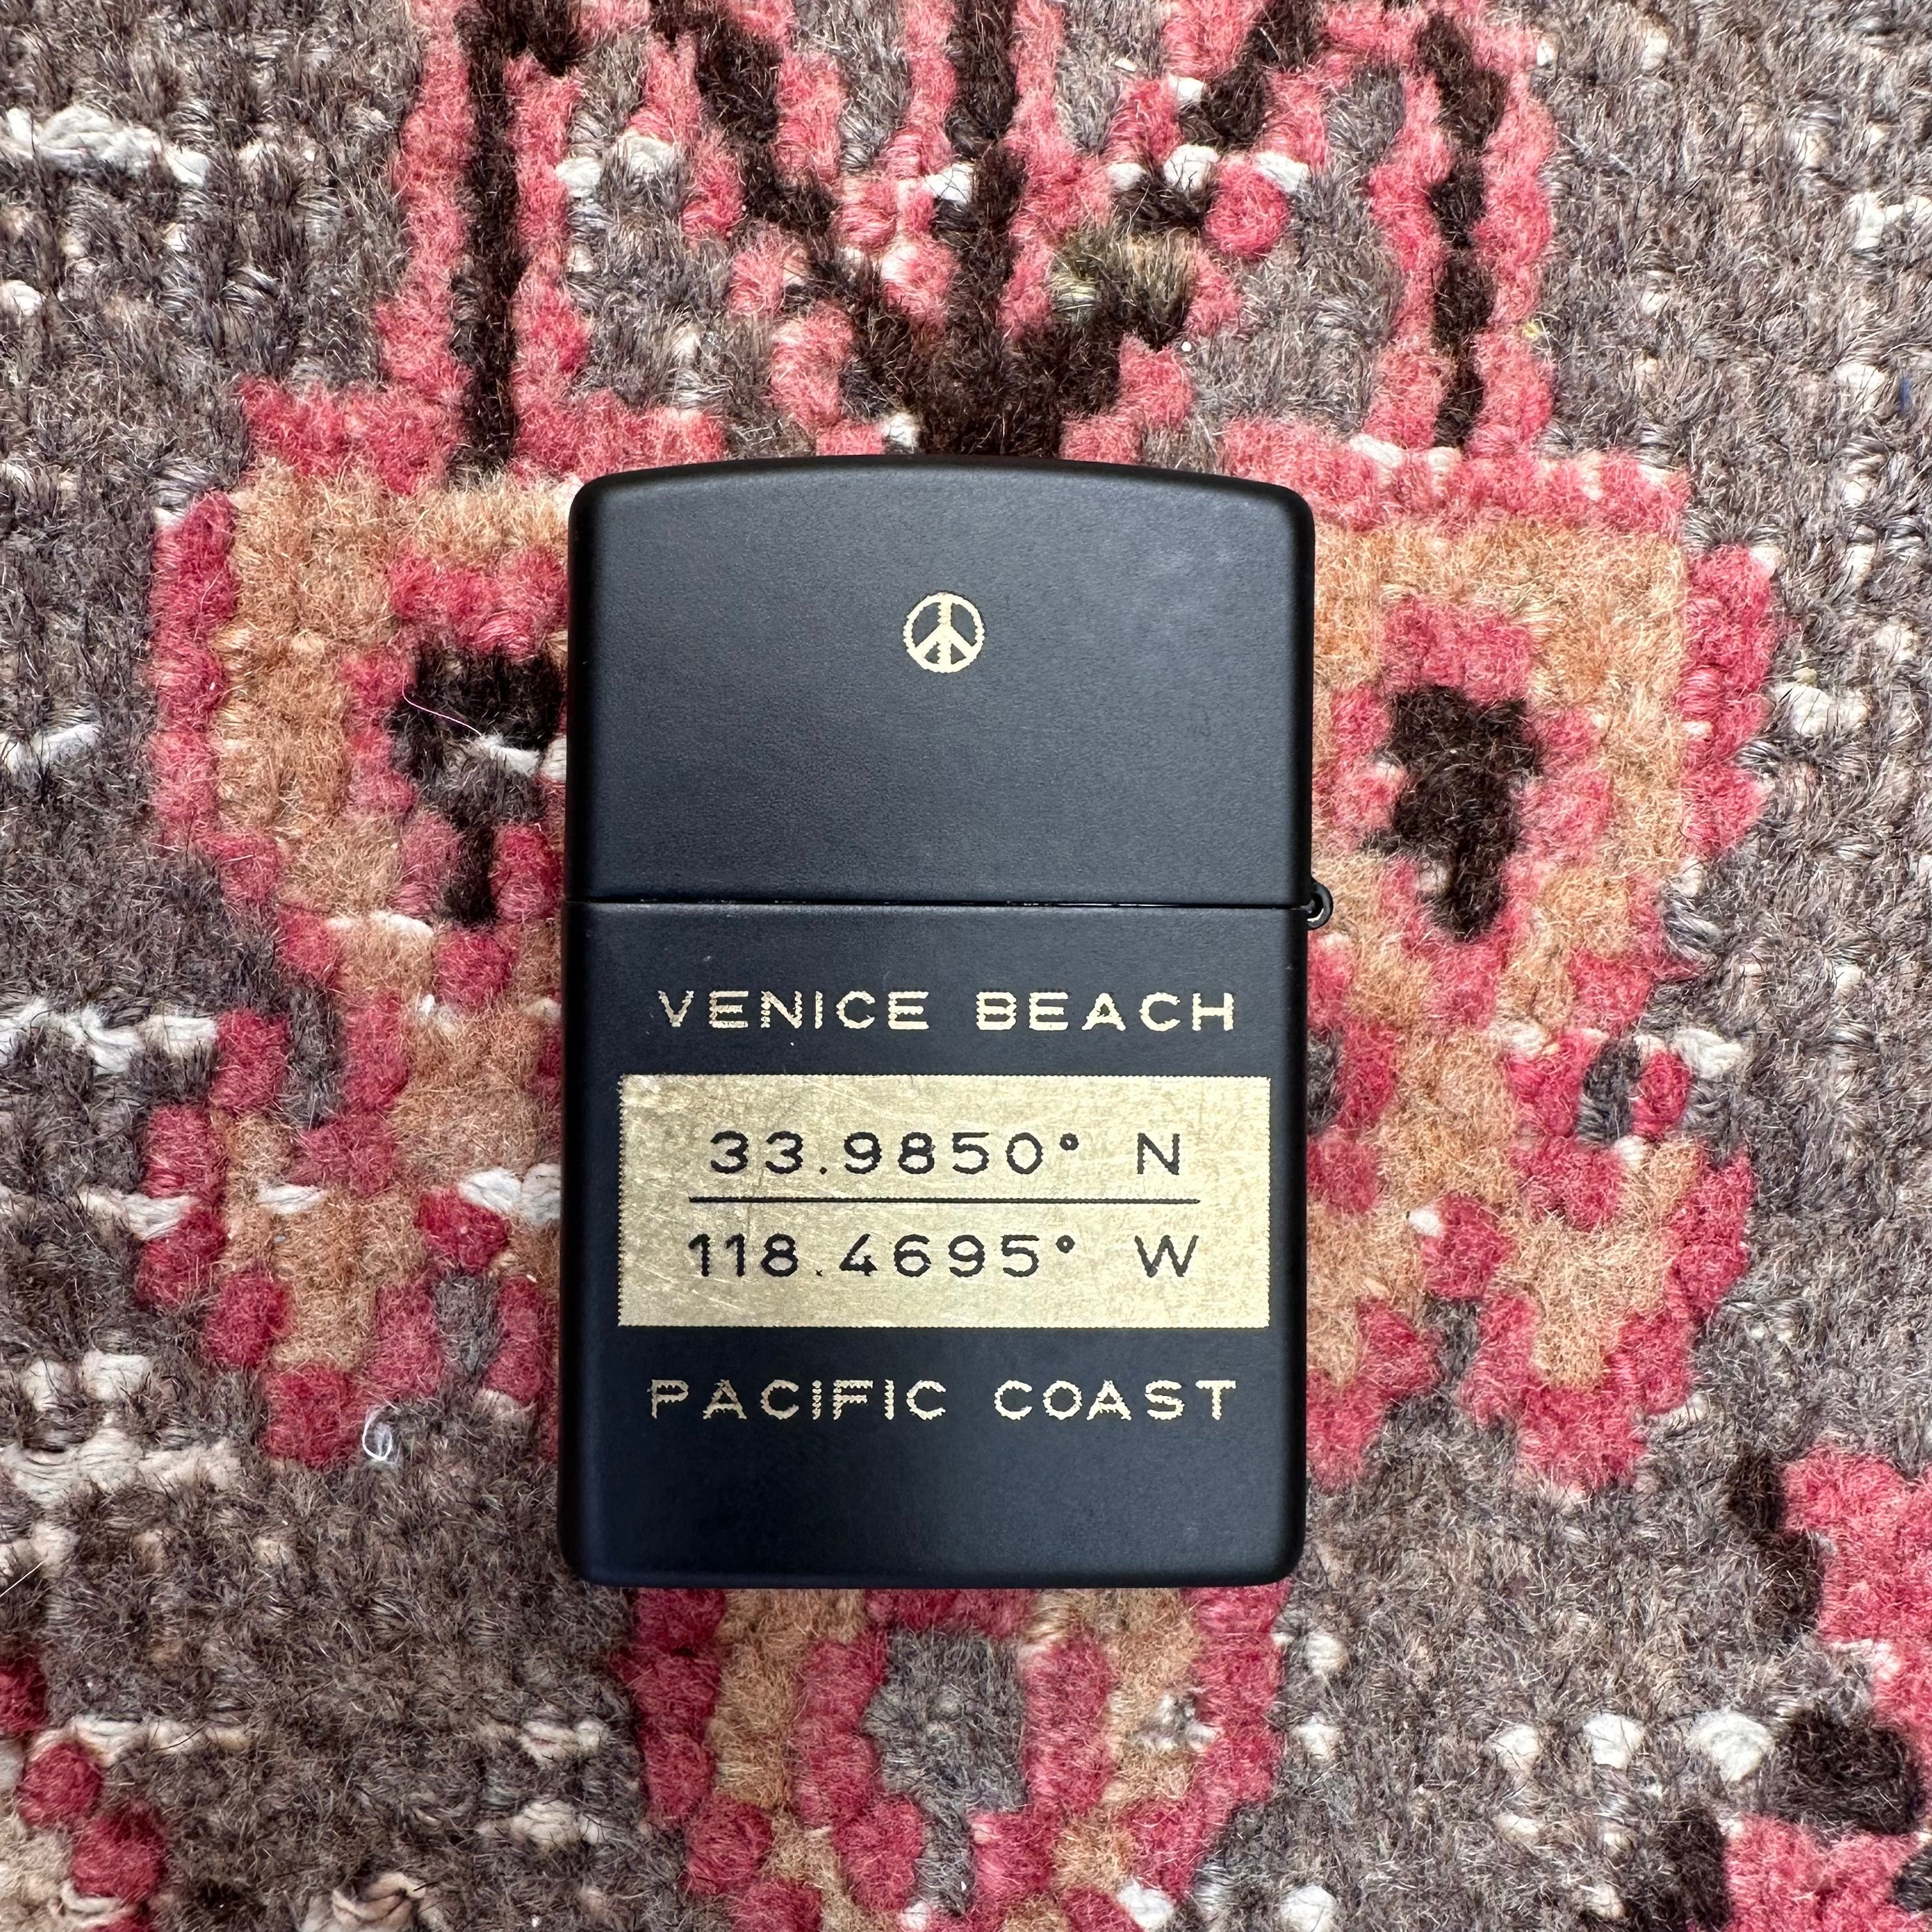 VENICE BEACH
33.9850° N
118.4695° W
PACIFIC COAST